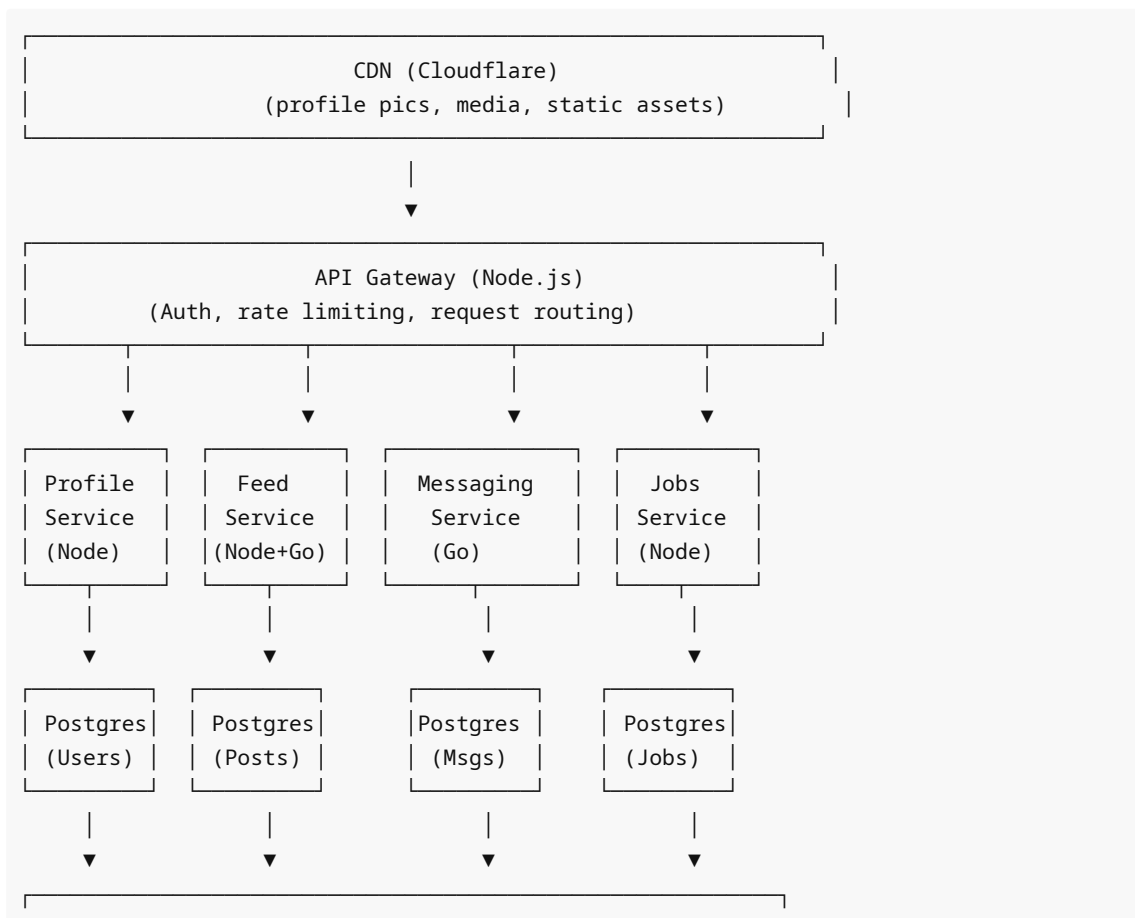 CDN (Cloudflare)
(profile pics, media, static assets)
API Gateway (Node.js)
(Auth, rate limiting, request routing)
Profile Feed Messaging Jobs
Service Service Service Service
(Node) (Node+Go) (Go) (Node)
Postgres Postgres Postgres Postgres
(Users) (Posts) (Msgs) (Jobs)